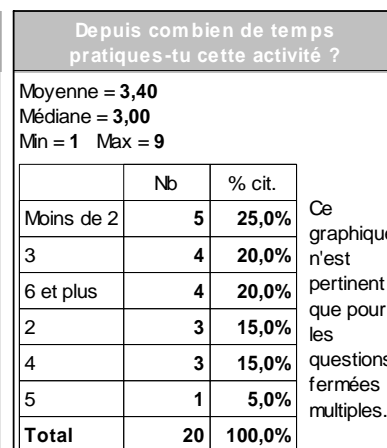 Depuis combien de temps
pratiques-tu cette activité ?
Moyenne = 3,40
Médiane = 3,00
Min = 1 Max = 9
Nb % cit.
Moins de 2 5 25,0%
3 4 20,0%
6 et plus 4 20,0%
2 3 15,0%
4 3 15,0%
5 1 5,0%
Total 20 100,0%
Ce
graphique
n'est
pertinent
que pour
les
questions
fermées
multiples.